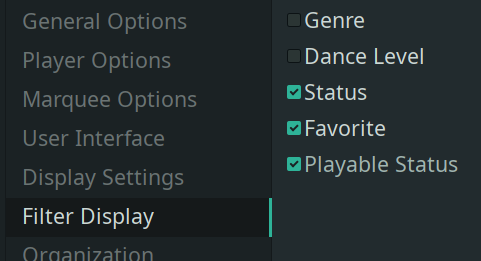 General Options
Player Options
Marquee Options
User Interface
Display Settings
Filter Display
Organization
Genre
Dance Level
Status
Favorite
Playable Status